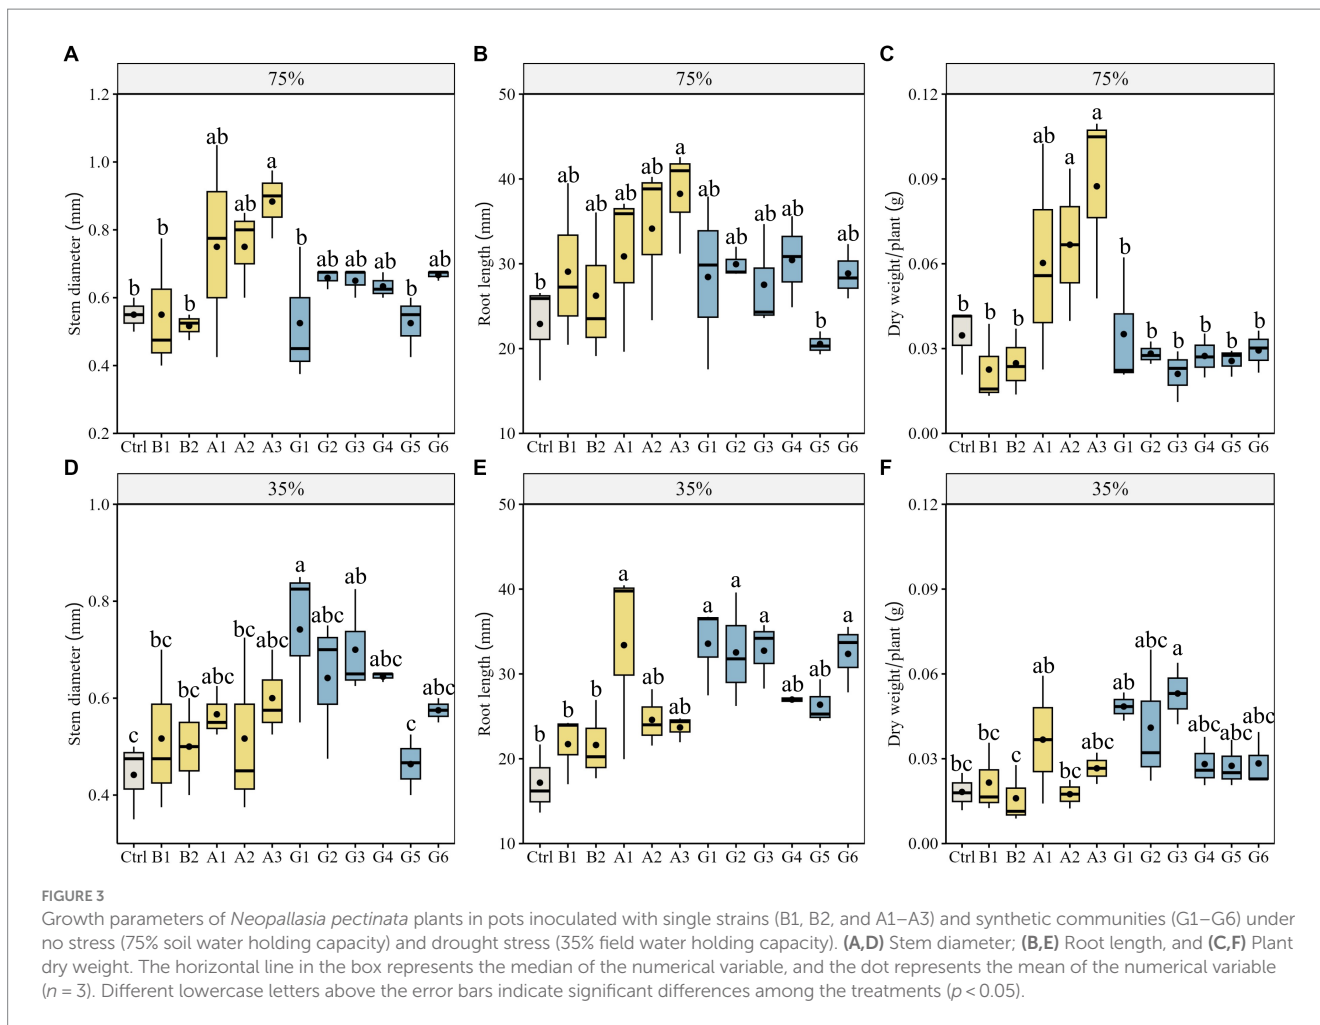 A
75%
Stem diameter (mm)
1.2
1.0
0.8
0.6
0.4
0.2
b
b
b
ab
ab
a
b
ab
ab
ab
b
ab
Ctrl B1 B2 A1 A2 A3 G1 G2 G3 G4 G5 G6
B
75%
Root length (mm)
50
40
30
20
10
b
ab
ab
ab
ab
a
ab
ab
ab
ab
b
ab
Ctrl B1 B2 A1 A2 A3 G1 G2 G3 G4 G5 G6
C
75%
Dry weight/plant (g)
0.12
0.09
0.06
0.03
0.00
b
b
b
ab
a
a
b
b
b
b
b
b
Ctrl B1 B2 A1 A2 A3 G1 G2 G3 G4 G5 G6
D
35%
Stem diameter (mm)
1.0
0.8
0.6
0.4
c
bc
bc
abc
bc
abc
a
abc
ab
abc
c
abc
Ctrl B1 B2 A1 A2 A3 G1 G2 G3 G4 G5 G6
E
35%
Root length (mm)
50
40
30
20
10
b
b
b
a
ab
ab
a
a
a
ab
ab
a
Ctrl B1 B2 A1 A2 A3 G1 G2 G3 G4 G5 G6
F
35%
Dry weight/plant (g)
0.12
0.09
0.06
0.03
0.00
bc
bc
c
ab
bc
abc
ab
abc
a
abc
abc
abc
Ctrl B1 B2 A1 A2 A3 G1 G2 G3 G4 G5 G6
FIGURE 3
Growth parameters of Neopallasia pectinata plants in pots inoculated with single strains (B1, B2, and A1–A3) and synthetic communities (G1–G6) under
no stress (75% soil water holding capacity) and drought stress (35% field water holding capacity). (A,D) Stem diameter; (B,E) Root length, and (C,F) Plant
dry weight. The horizontal line in the box represents the median of the numerical variable, and the dot represents the mean of the numerical variable
(n = 3). Different lowercase letters above the error bars indicate significant differences among the treatments (p < 0.05).